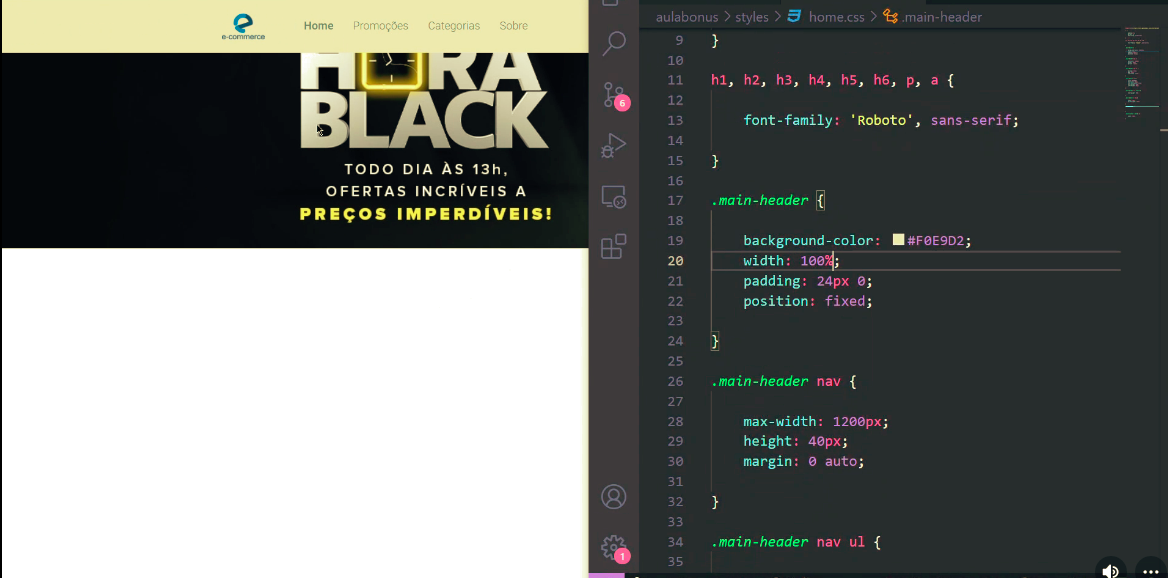 e-commerce
Home Promoções Categorias Sobre
HORA
BLACK
TODO DIA ÀS 13h,
OFERTAS INCRÍVEIS A
PREÇOS IMPERDÍVEIS!
6
1
aulabonus > styles > home.css > .main-header
9 }
10
11 h1, h2, h3, h4, h5, h6, p, a {
12
13 font-family: 'Roboto', sans-serif;
14
15 }
16
17 .main-header {
18
19 background-color: #F0E9D2;
20 width: 100%;
21 padding: 24px 0;
22 position: fixed;
23
24 }
25
26 .main-header nav {
27
28 max-width: 1200px;
29 height: 40px;
30 margin: 0 auto;
31
32 }
33
34 .main-header nav ul {
35